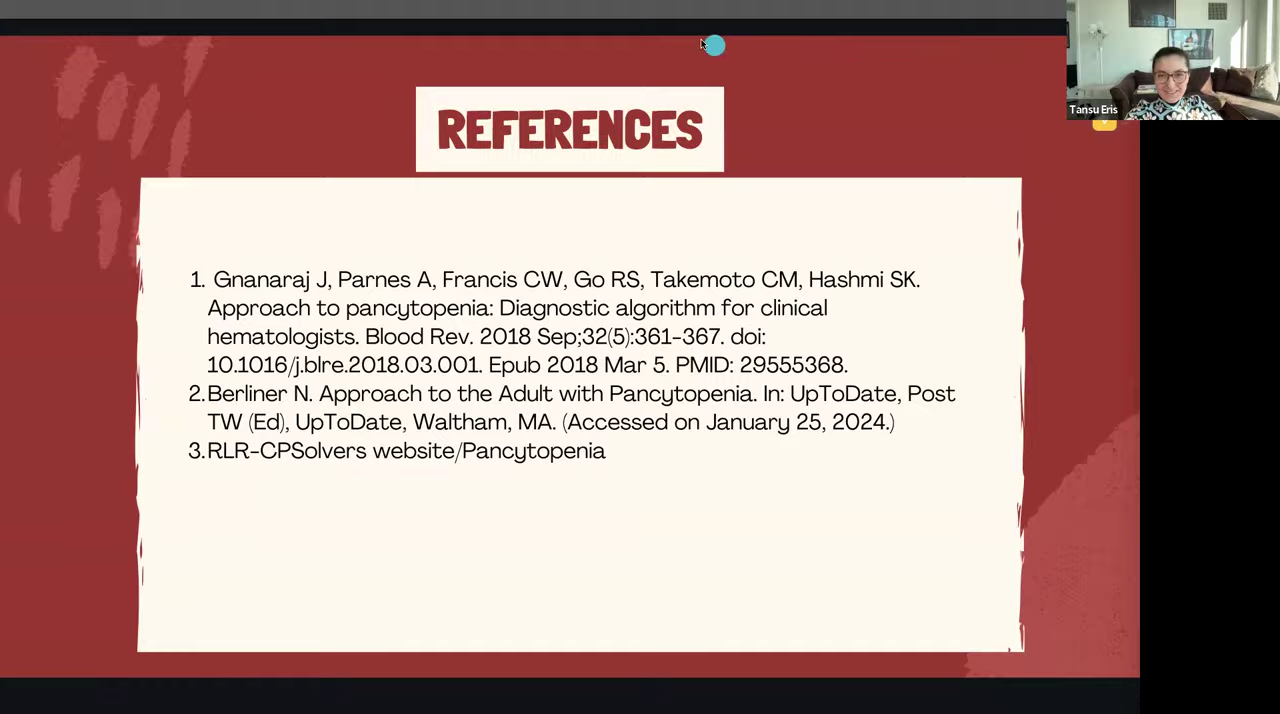 Tansu Eris
REFERENCES
1. Gnanaraj J, Parnes A, Francis CW, Go RS, Takemoto CM, Hashmi SK.
Approach to pancytopenia: Diagnostic algorithm for clinical
hematologists. Blood Rev. 2018 Sep;32(5):361-367. doi:
10.1016/j.blre.2018.03.001. Epub 2018 Mar 5. PMID: 29555368.
2.Berliner N. Approach to the Adult with Pancytopenia. In: UpToDate, Post
TW (Ed), UpToDate, Waltham, MA. (Accessed on January 25, 2024.)
3.RLR-CPSolvers website/Pancytopenia